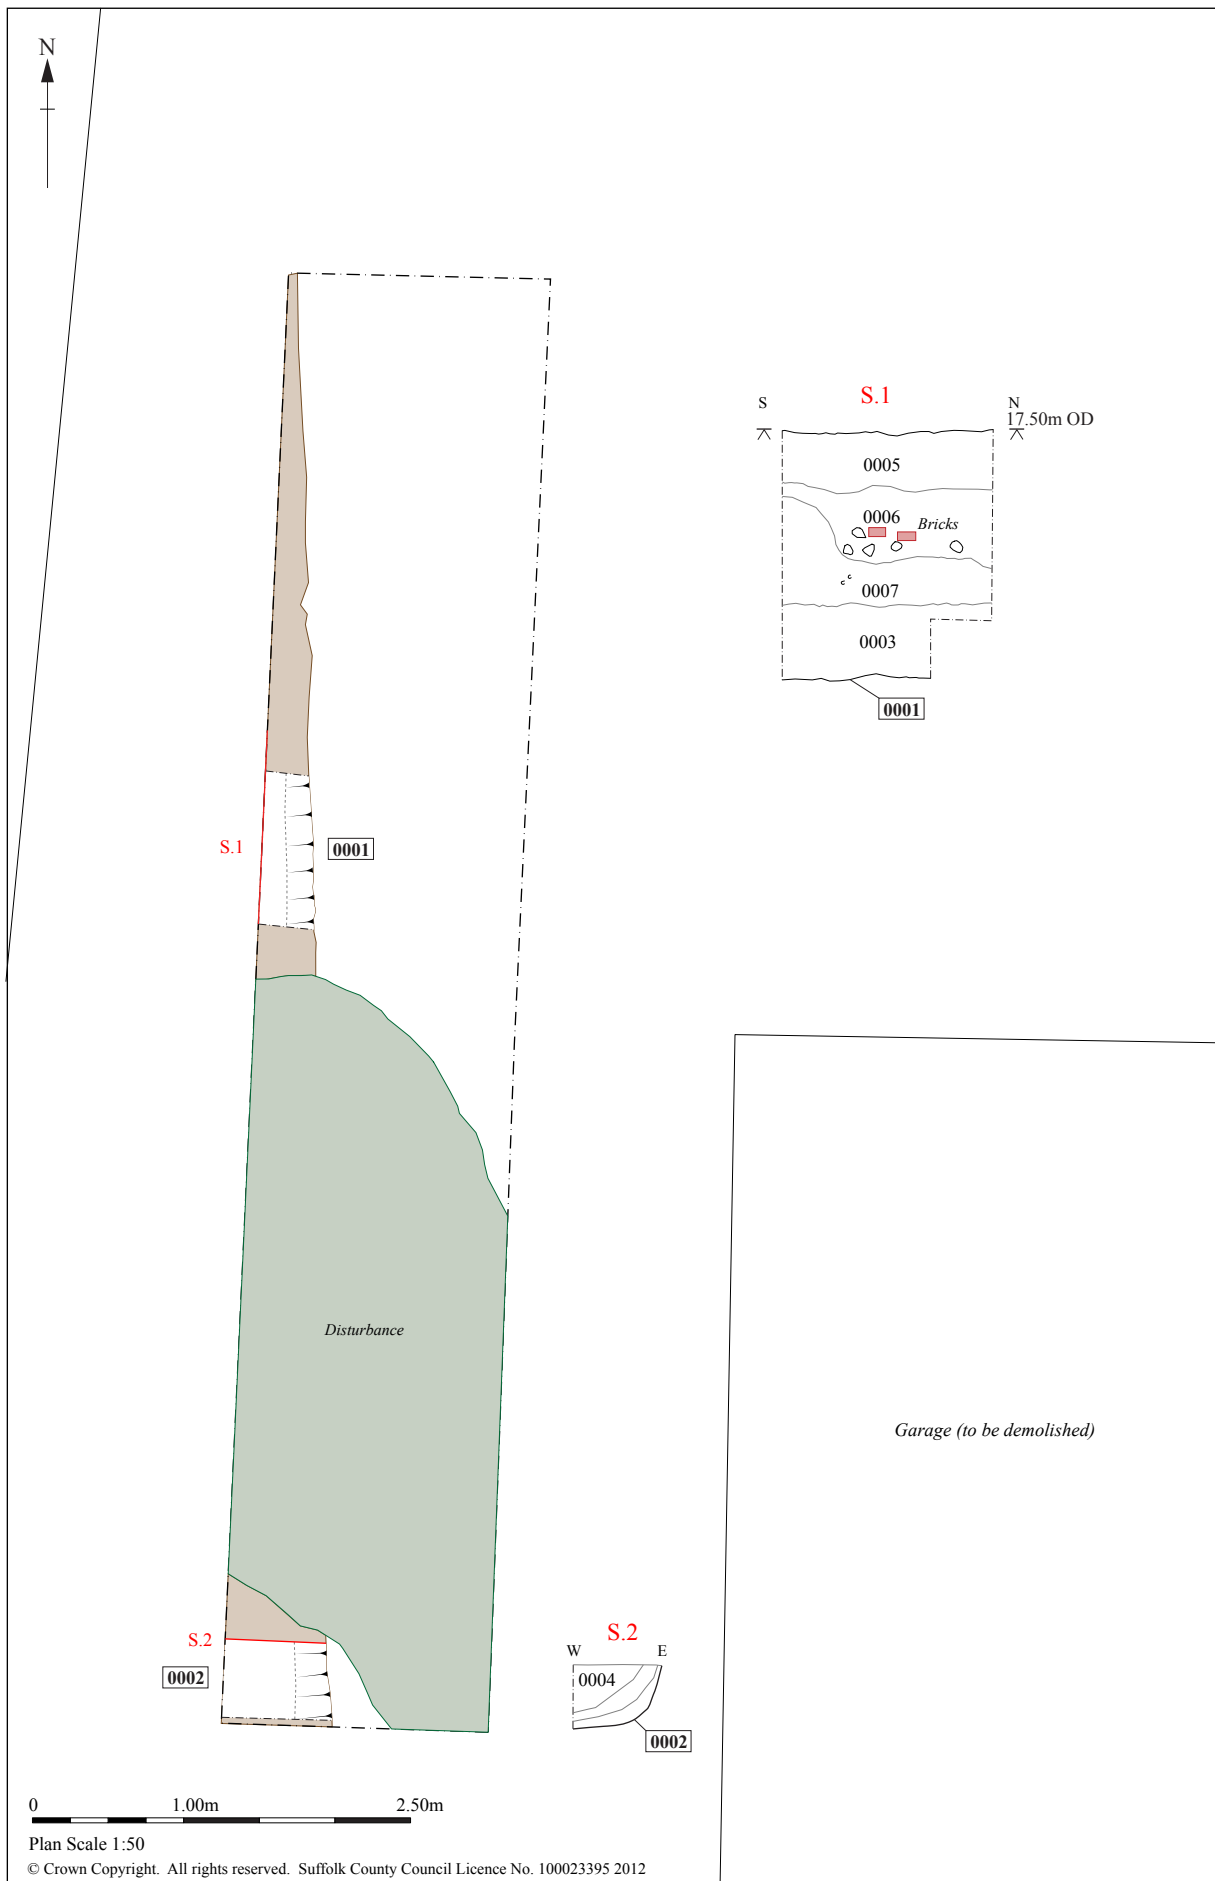 N
S.1
S
N
17.50m OD
0005
0006
Bricks
0007
0003
0001
S.1
0001
Disturbance
Garage (to be demolished)
S.2
0002
S.2
W
E
0004
0002
0 1.00m 2.50m
Plan Scale 1:50
© Crown Copyright. All rights reserved. Suffolk County Council Licence No. 100023395 2012